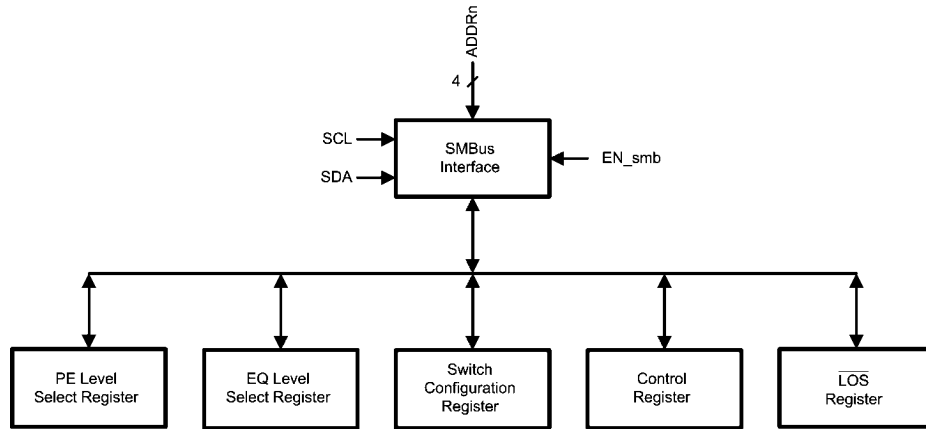 ADDRn
4
SCL
SDA
SMBus
Interface
EN_smb
PE Level
Select Register
EQ Level
Select Register
Switch
Configuration
Register
Control
Register
L̅O̅S̅
Register